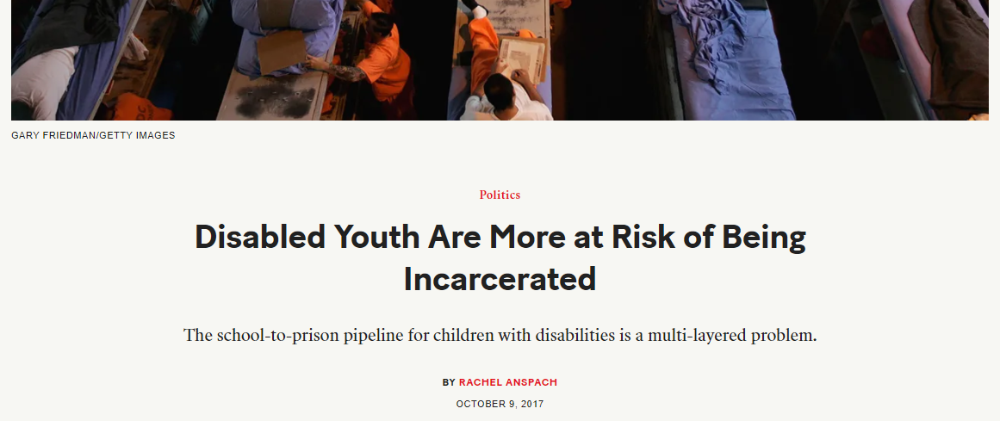 GARY FRIEDMAN/GETTY IMAGES
Politics
Disabled Youth Are More at Risk of Being
Incarcerated
The school-to-prison pipeline for children with disabilities is a multi-layered problem.
BY RACHEL ANSPACH
OCTOBER 9, 2017